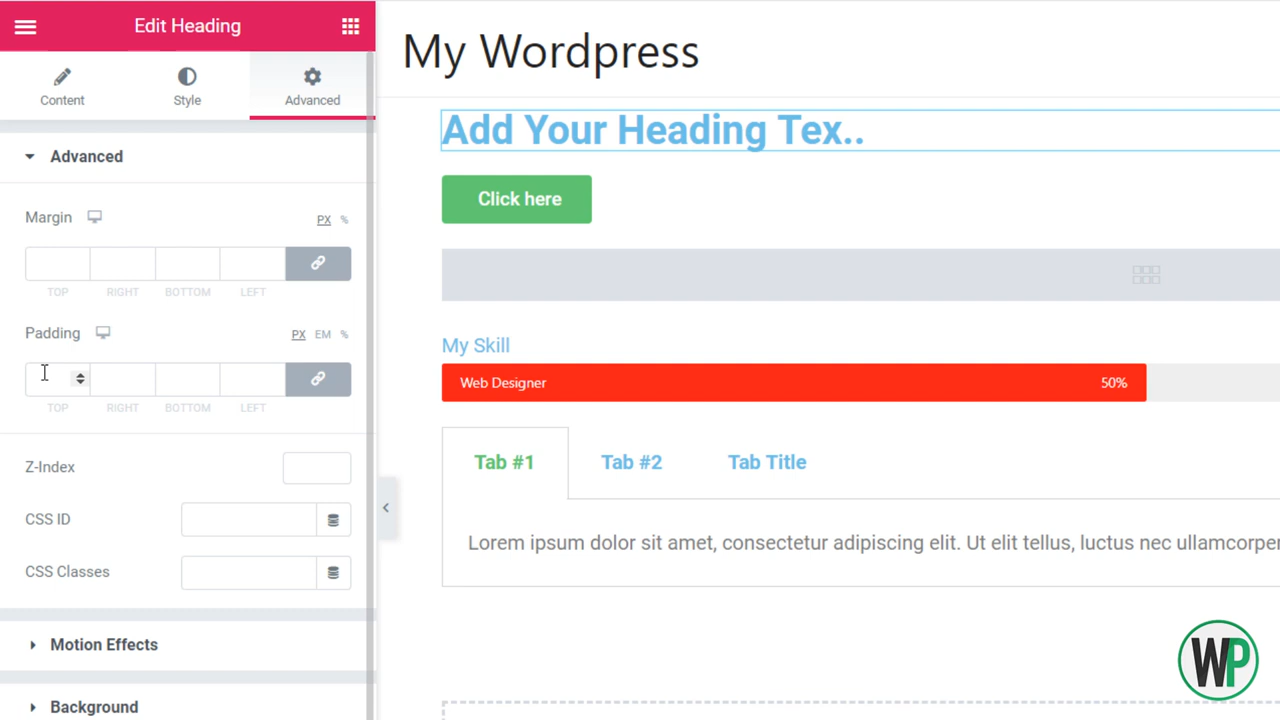 Edit Heading
Content
Style
Advanced
Advanced
Margin
PX %
TOP RIGHT BOTTOM LEFT
Padding
PX EM %
TOP RIGHT BOTTOM LEFT
Z-Index
CSS ID
CSS Classes
Motion Effects
Background
My Wordpress
Add Your Heading Tex..
Click here
My Skill
Web Designer 50%
Tab #1 Tab #2 Tab Title
Lorem ipsum dolor sit amet, consectetur adipiscing elit. Ut elit tellus, luctus nec ullamcorper
WP